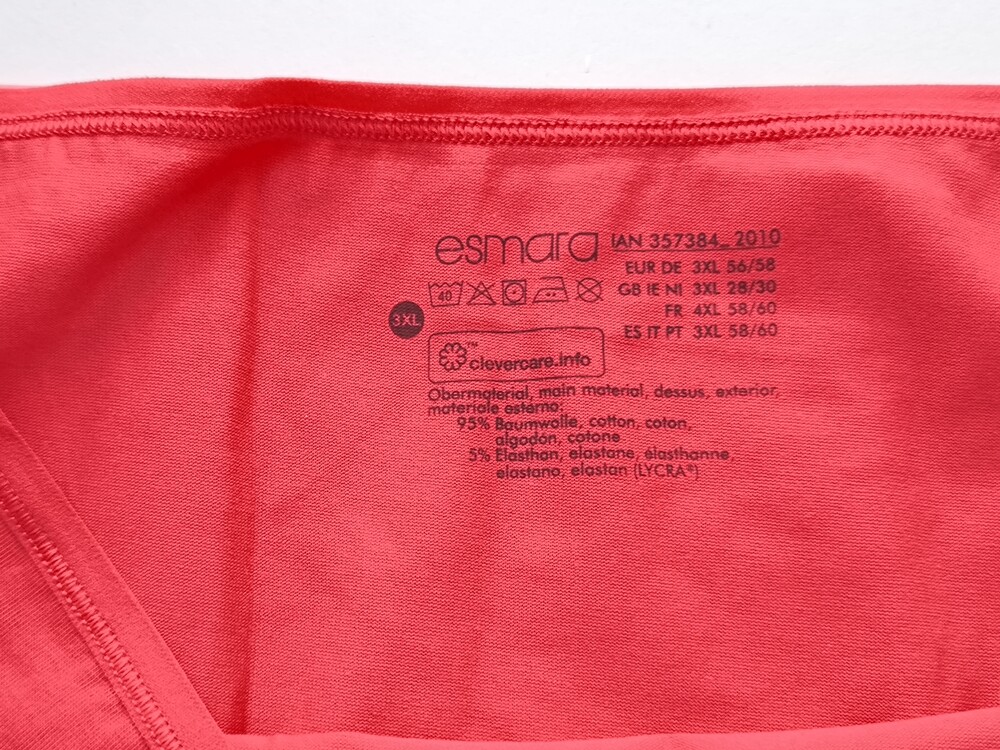 esmara IAN 357384_2010
EUR DE 3XL 56/58
GB IE NI 3XL 28/30
FR 4XL 58/60
ES IT PT 3XL 58/60
40
3XL
™
clevercare.info
Obermaterial, main material, dessus, exterior,
materiale esterno:
95% Baumwolle, cotton, coton,
algodón, cotone
5% Elasthan, elastane, élasthanne,
elastano, elastan (LYCRA®)